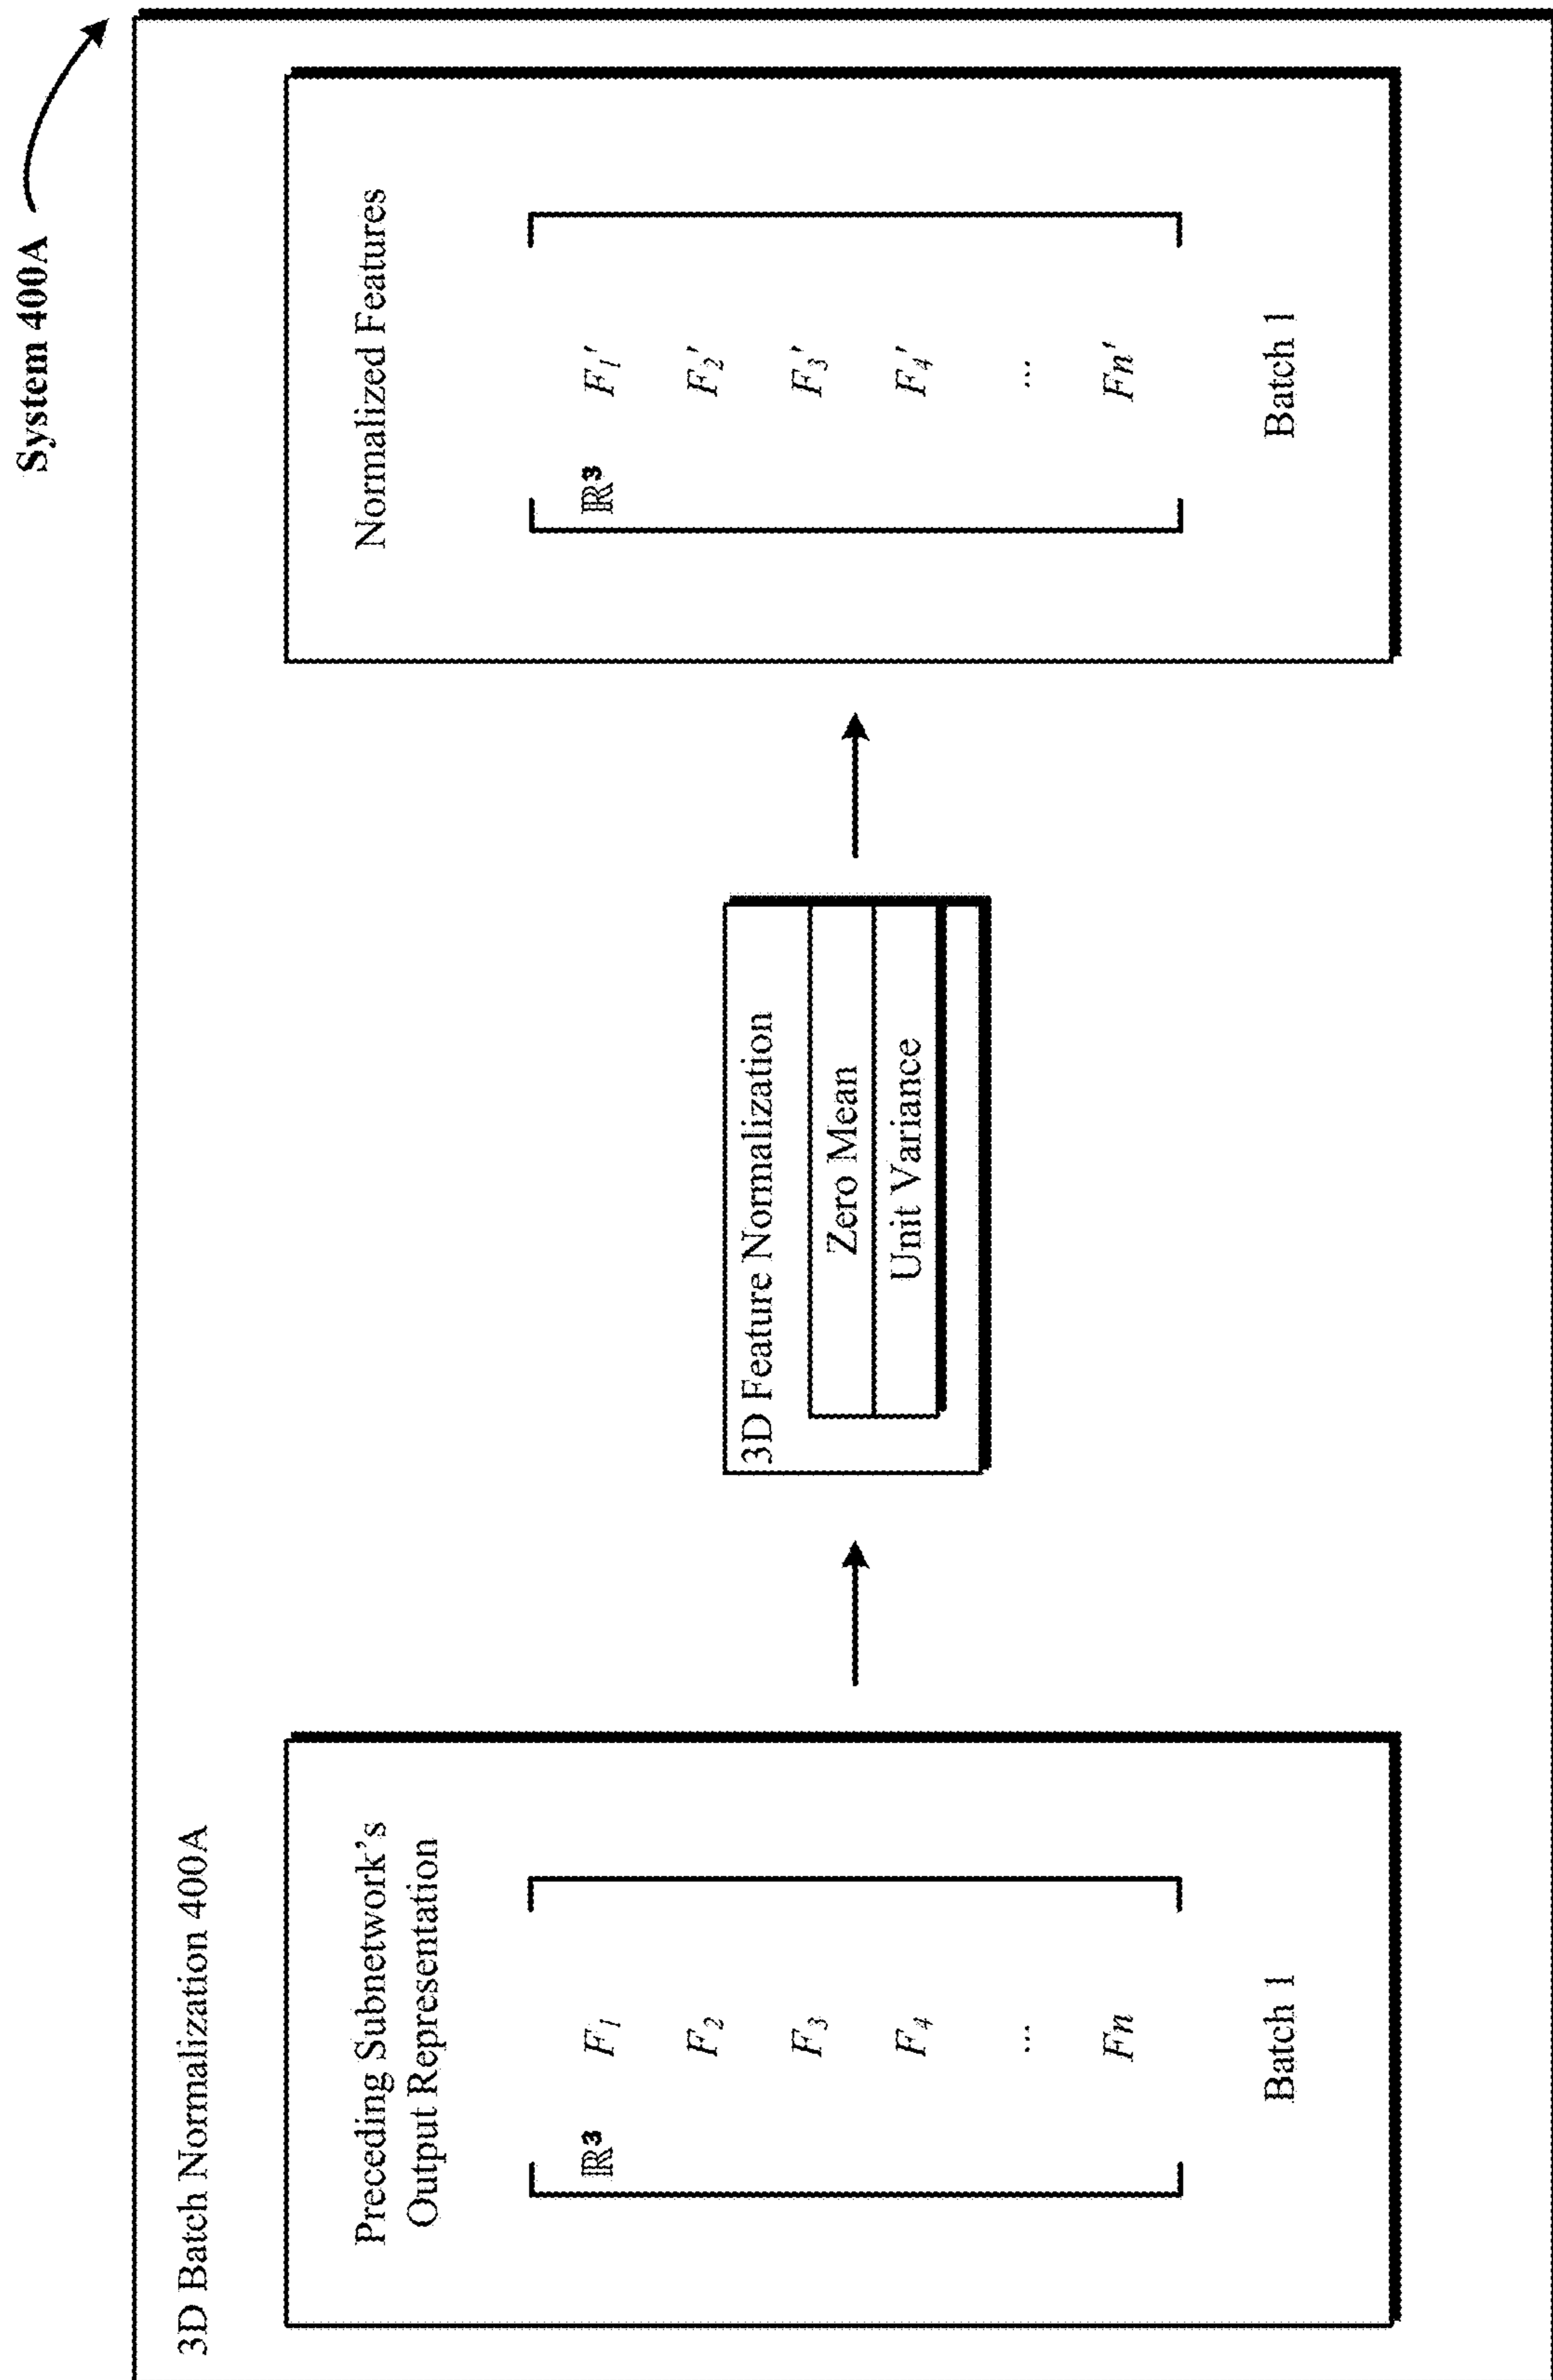 System 400A
3D Batch Normalization 400A
Preceding Subnetwork's
Output Representation
ℝ³ F₁
F₂
F₃
F₄
...
Fn
Batch 1
3D Feature Normalization
Zero Mean
Unit Variance
Normalized Features
ℝ³ F₁'
F₂'
F₃'
F₄'
...
Fn'
Batch 1